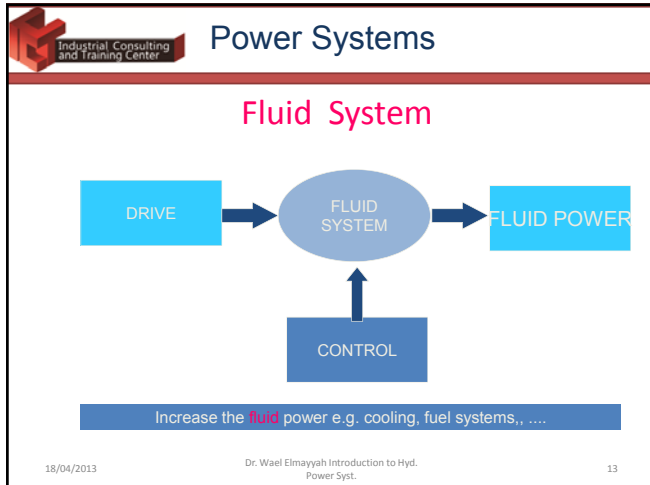 Industrial Consulting
and Training Center
Power Systems
Fluid System
DRIVE
FLUID
SYSTEM
FLUID POWER
CONTROL
Increase the fluid power e.g. cooling, fuel systems,, ....
18/04/2013
Dr. Wael Elmayyah Introduction to Hyd.
Power Syst.
13